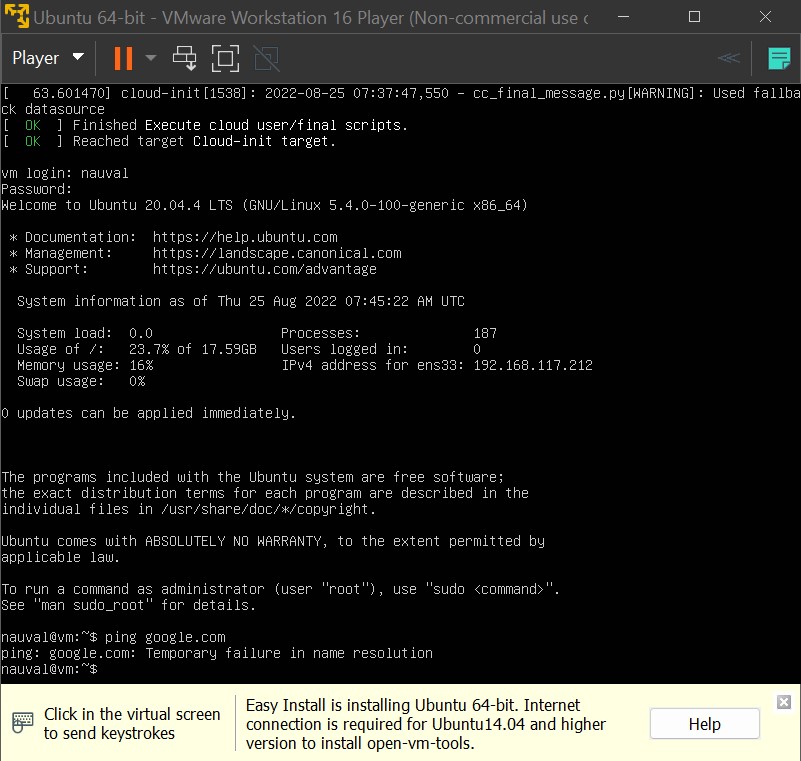 Ubuntu 64-bit - VMware Workstation 16 Player (Non-commercial use o
Player
[   63.601470] cloud-init[1538]: 2022-08-25 07:37:47,550 - cc_final_message.py[WARNING]: Used fallba
ck datasource
[  OK  ] Finished Execute cloud user/final scripts.
[  OK  ] Reached target Cloud-init target.
vm login: nauval
Password:
Welcome to Ubuntu 20.04.4 LTS (GNU/Linux 5.4.0-100-generic x86_64)
 * Documentation:  https://help.ubuntu.com
 * Management:     https://landscape.canonical.com
 * Support:        https://ubuntu.com/advantage
  System information as of Thu 25 Aug 2022 07:45:22 AM UTC
  System load:  0.0                Processes:              187
  Usage of /:   23.7% of 17.59GB   Users logged in:        0
  Memory usage: 16%                IPv4 address for ens33: 192.168.117.212
  Swap usage:   0%
0 updates can be applied immediately.
The programs included with the Ubuntu system are free software;
the exact distribution terms for each program are described in the
individual files in /usr/share/doc/*/copyright.
Ubuntu comes with ABSOLUTELY NO WARRANTY, to the extent permitted by
applicable law.
To run a command as administrator (user "root"), use "sudo <command>".
See "man sudo_root" for details.
nauval@vm:~$ ping google.com
ping: google.com: Temporary failure in name resolution
nauval@vm:~$
Click in the virtual screen
to send keystrokes
Easy Install is installing Ubuntu 64-bit. Internet
connection is required for Ubuntu14.04 and higher
version to install open-vm-tools.
Help